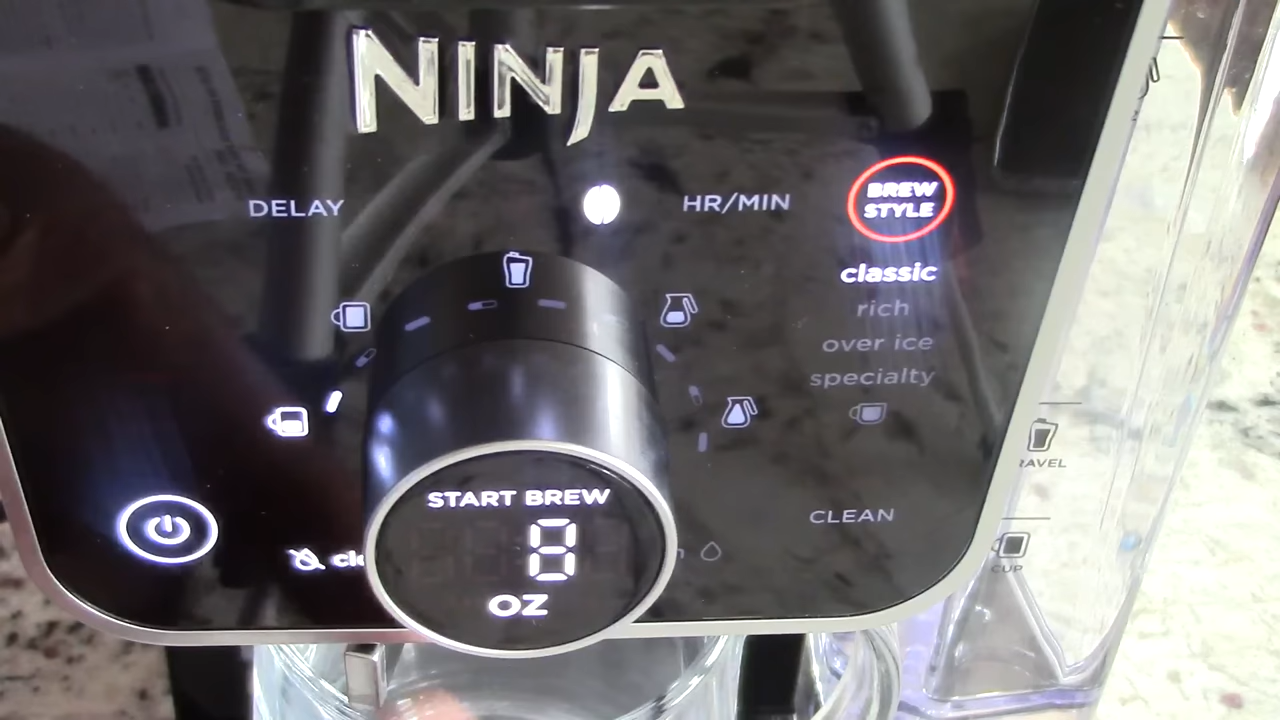 NINJA
DELAY
HR/MIN
BREW
STYLE
classic
rich
over ice
specialty
START BREW
8
OZ
CLEAN
RAVEL
CUP